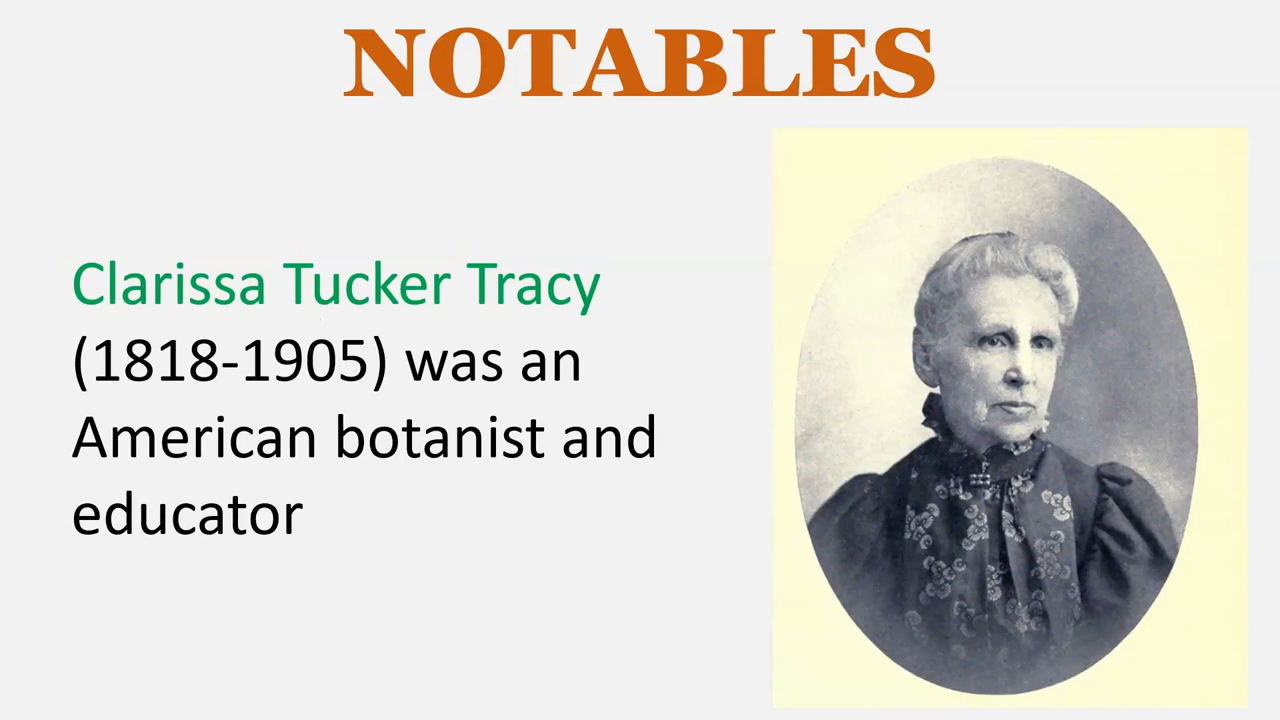 NOTABLES
Clarissa Tucker Tracy
(1818-1905) was an
American botanist and
educator